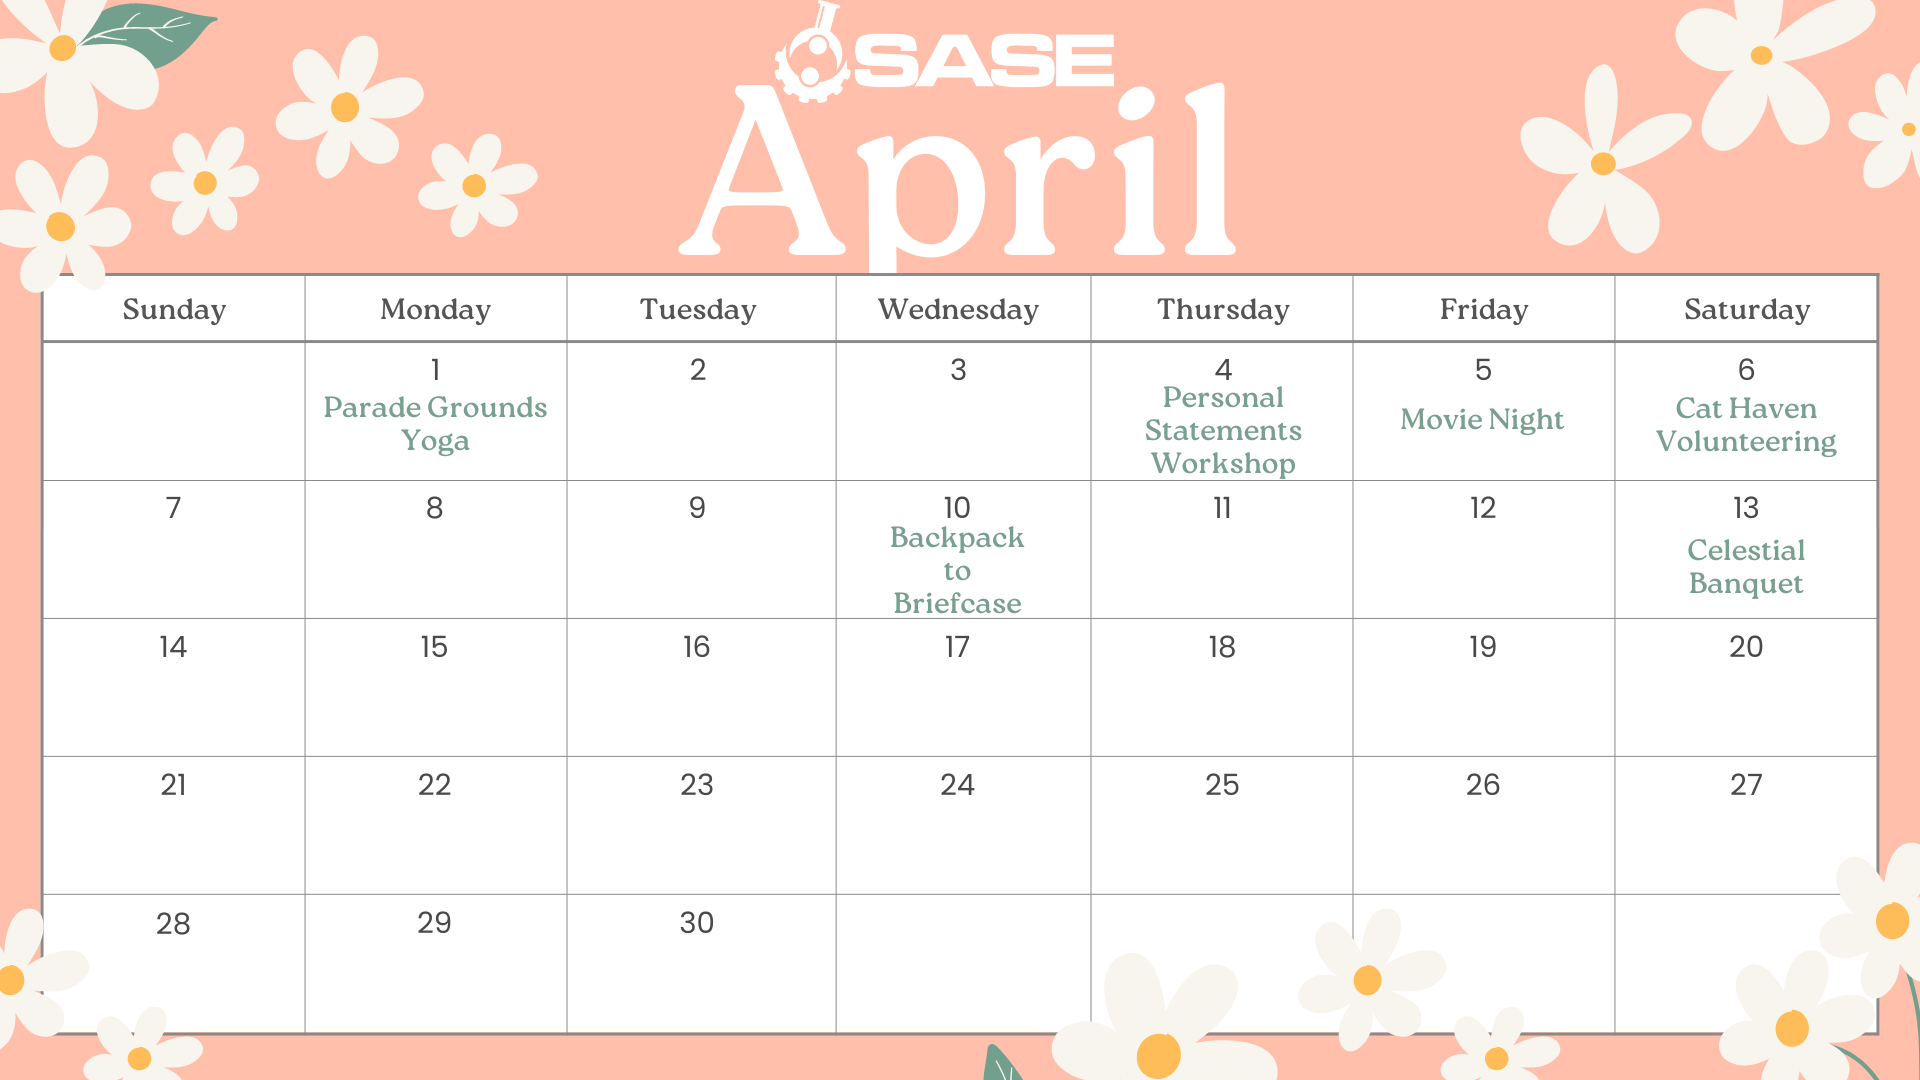 SASE
April
Sunday Monday Tuesday Wednesday Thursday Friday Saturday
1 2 3 4 5 6
Parade Grounds
Yoga
Personal
Statements
Workshop
Movie Night
Cat Haven
Volunteering
7 8 9 10 11 12 13
Backpack
to
Briefcase
Celestial
Banquet
14 15 16 17 18 19 20
21 22 23 24 25 26 27
28 29 30